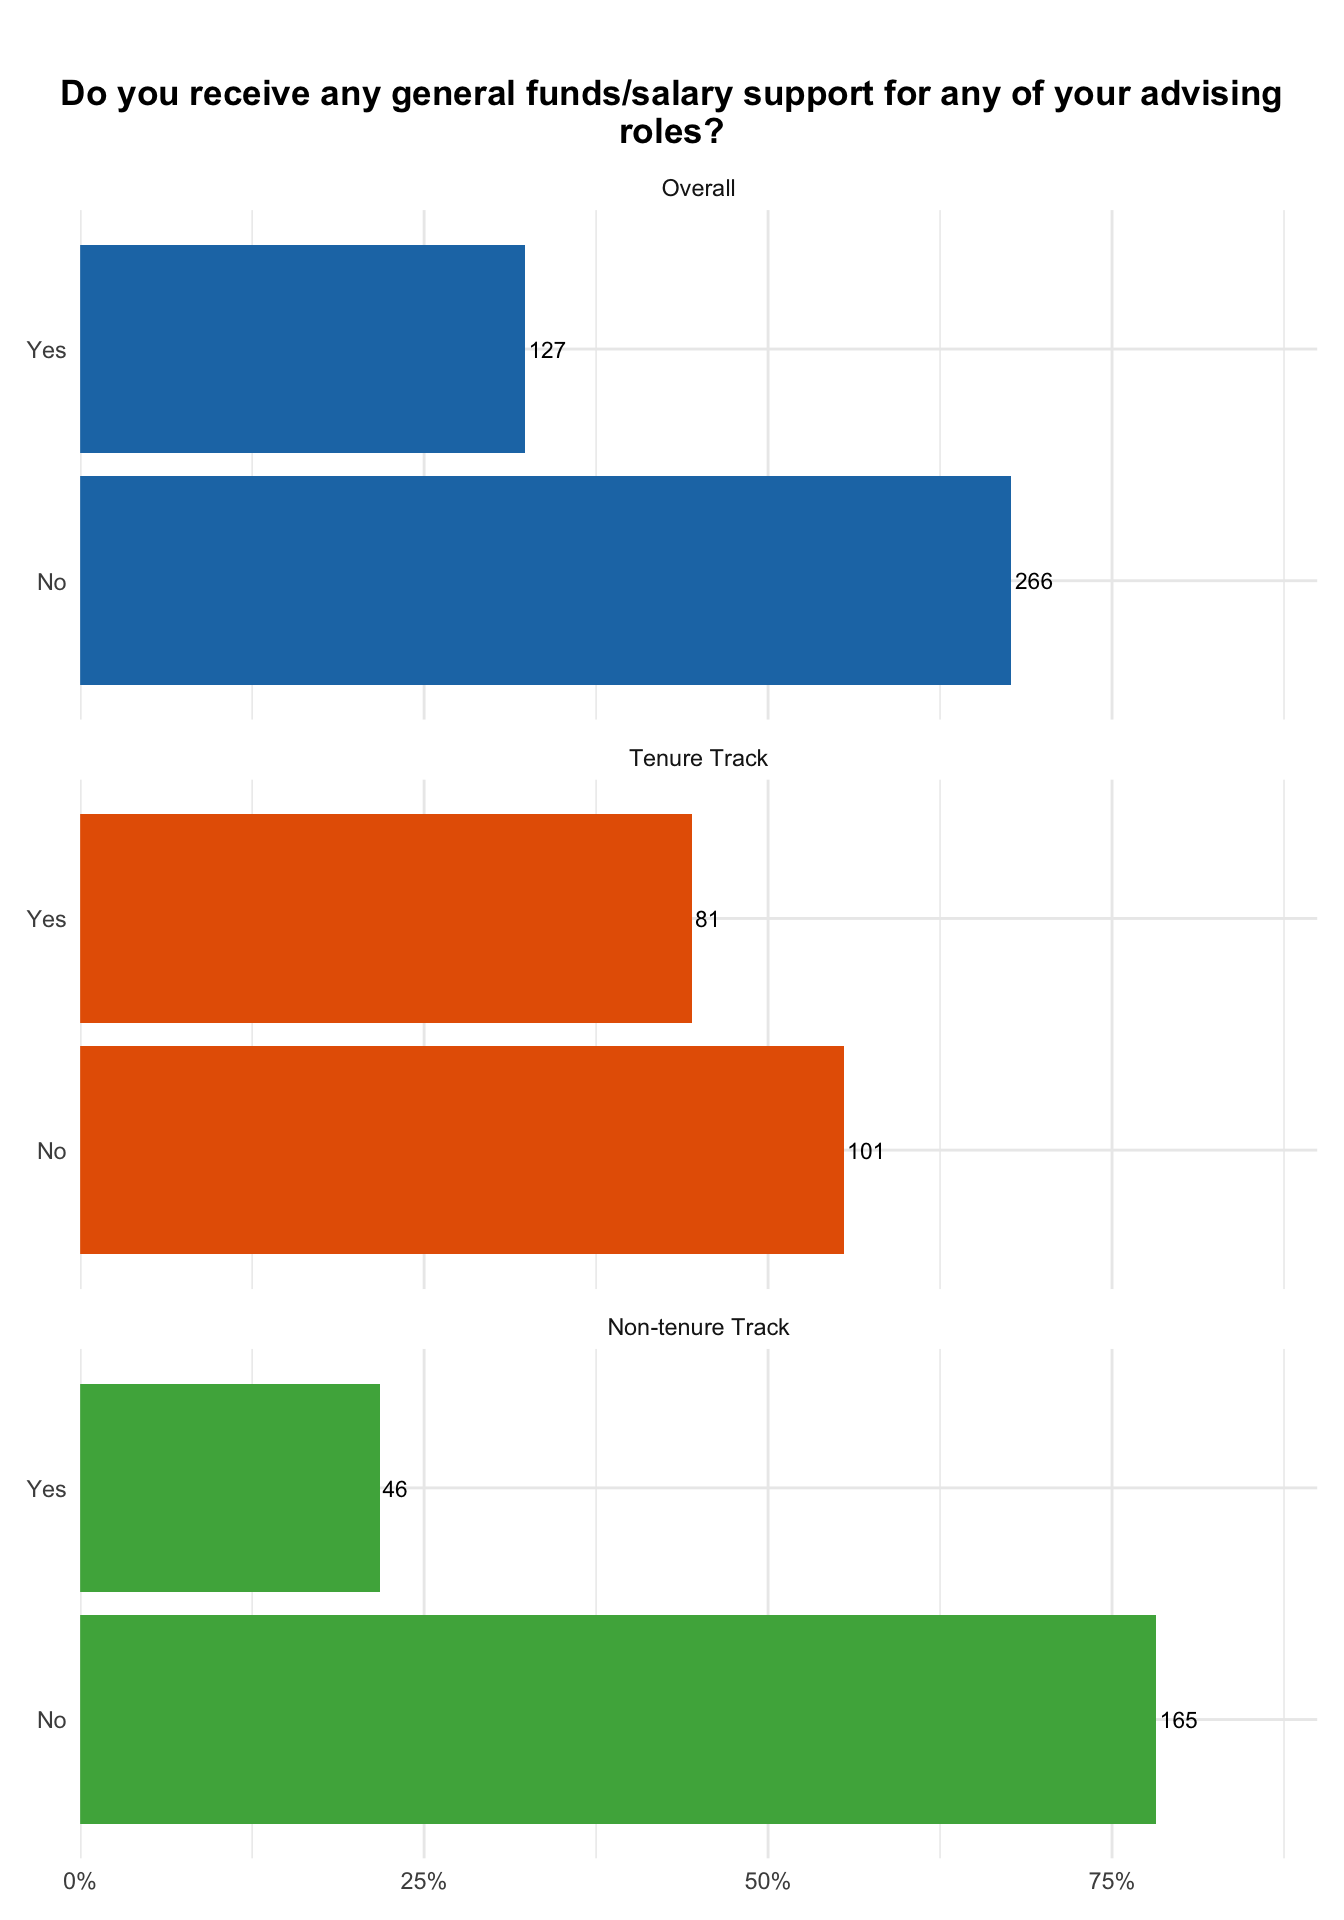 Do you receive any general funds/salary support for any of your advising
roles?
Overall
Yes
127
No
266
Tenure Track
Yes
81
No
101
Non-tenure Track
Yes
46
No
165
0%
25%
50%
75%